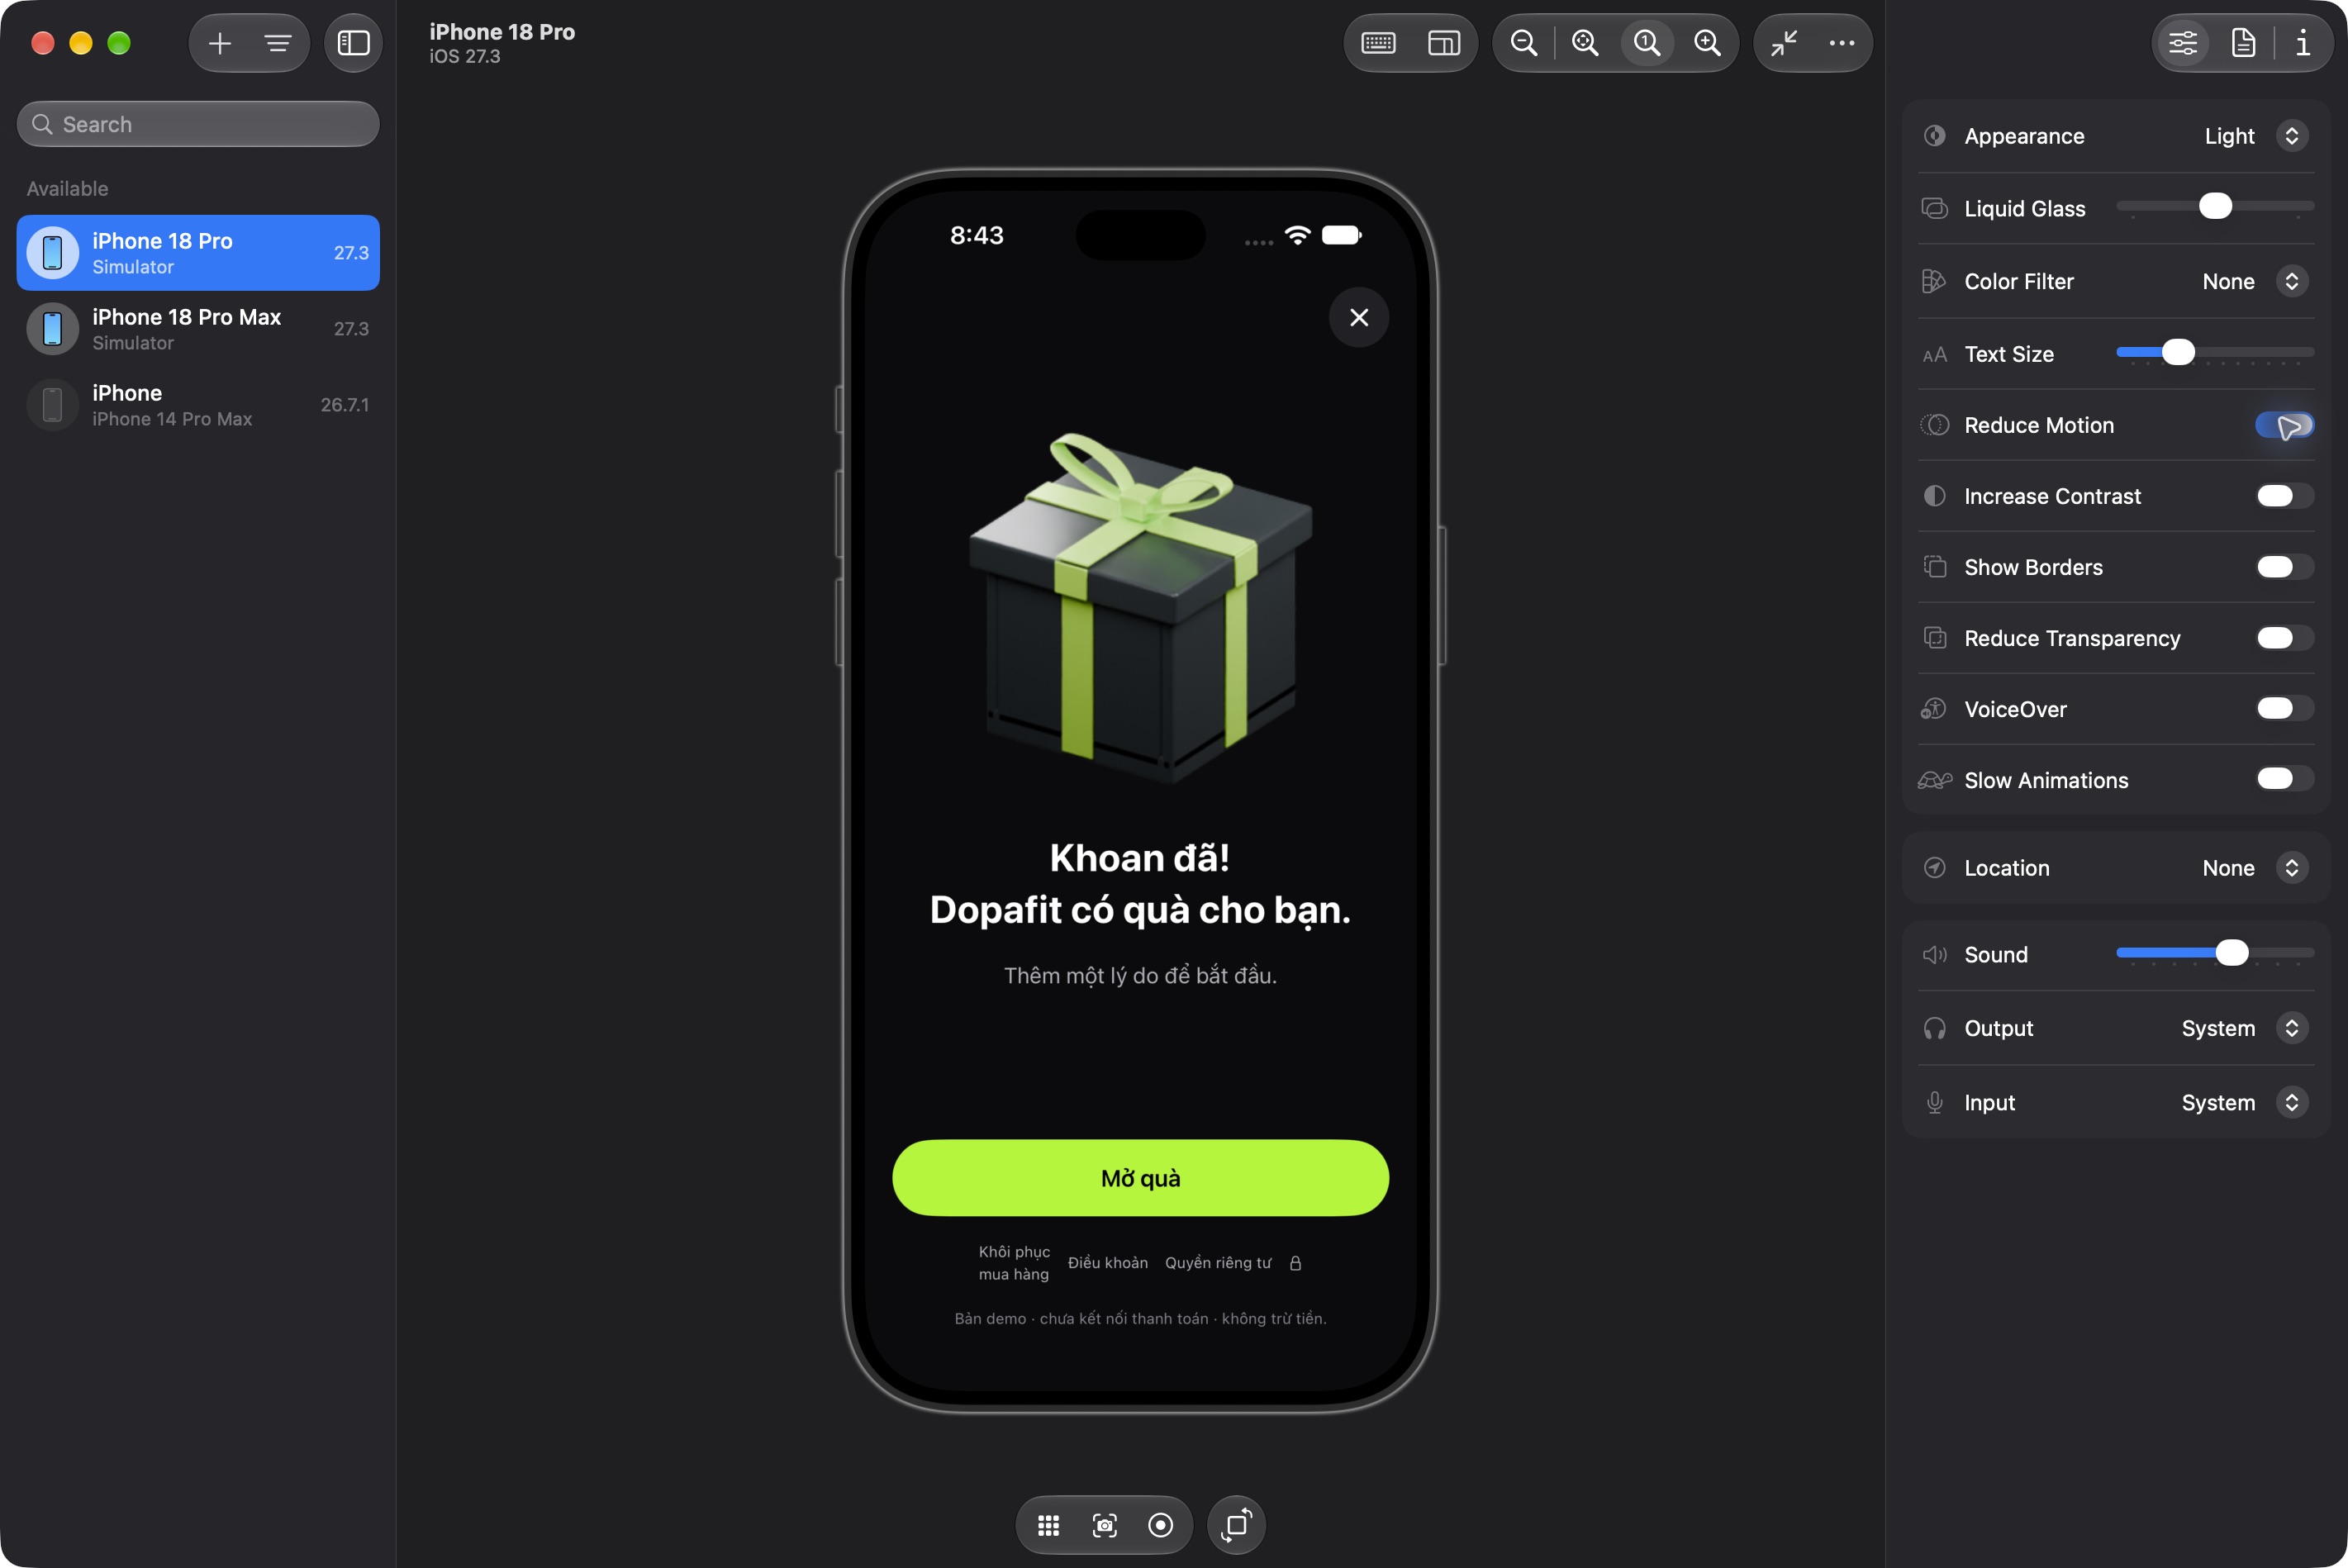 iPhone 18 Pro
iOS 27.3
Search
Available
iPhone 18 Pro
Simulator
27.3
iPhone 18 Pro Max
Simulator
27.3
iPhone
iPhone 14 Pro Max
26.7.1
8:43
Khoan đã!
Dopafit có quà cho bạn.
Thêm một lý do để bắt đầu.
Mở quà
Khôi phục
mua hàng
Điều khoản
Quyền riêng tư
Bản demo · chưa kết nối thanh toán · không trừ tiền.
Appearance
Light
Liquid Glass
Color Filter
None
Text Size
Reduce Motion
Increase Contrast
Show Borders
Reduce Transparency
VoiceOver
Slow Animations
Location
None
Sound
Output
System
Input
System